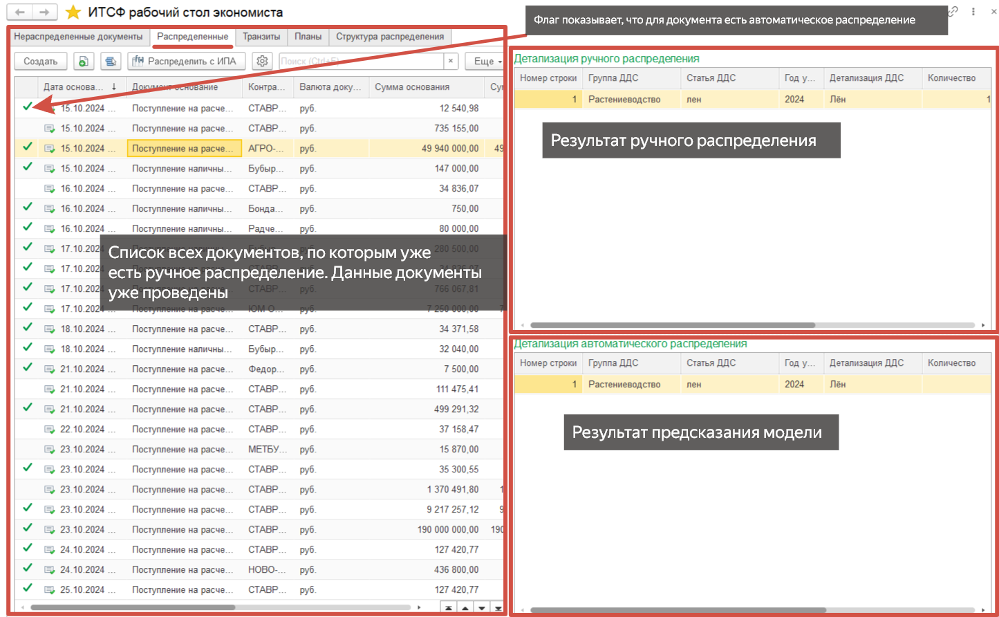 ИТСФ рабочий стол экономиста
Флаг показывает, что для документа есть автоматическое распределение
Нераспределенные документы Распределенные Транзиты Планы Структура распределения
Создать Распределить с ИПА Поиск (Ctrl+F) × Еще
Дата основа... ↓ Документ основание Контра... Валюта доку... Сумма основания Сум
15.10.2024 ... Поступление на расче... СТАВР... руб. 12 540,98
15.10.2024 ... Поступление на расче... СТАВР... руб. 735 155,00
15.10.2024 ... Поступление на расче... АГРО-... руб. 49 940 000,00 49
15.10.2024 ... Поступление наличны... Бубыр... руб. 147 000,00
16.10.2024 ... Поступление на расче... СТАВР... руб. 34 836,07
16.10.2024 ... Поступление наличны... Бонда... руб. 750,00
16.10.2024 ... Поступление наличны... Радче... руб. 80 000,00
17.10.2024 280 500,00
17.10.2024
17.10.2024 СТАВР... руб. 766 067,81
17.10.2024 Поступление на расче... ЮМ О... руб. 7 250 000,00 7
Список всех документов, по которым уже
есть ручное распределение. Данные документы
уже проведены
18.10.2024 ... Поступление на расче... СТАВР... руб. 34 371,58
18.10.2024 ... Поступление наличны... Бубыр... руб. 32 040,00
21.10.2024 ... Поступление на расче... Федор... руб. 7 500,00
21.10.2024 ... Поступление на расче... СТАВР... руб. 111 475,41
21.10.2024 ... Поступление на расче... СТАВР... руб. 499 291,32
22.10.2024 ... Поступление на расче... СТАВР... руб. 37 158,47
23.10.2024 ... Поступление на расче... МЕТБУ... руб. 15 870,00
23.10.2024 ... Поступление на расче... СТАВР... руб. 35 300,55
23.10.2024 ... Поступление на расче... СТАВР... руб. 1 370 491,80 1
23.10.2024 ... Поступление на расче... СТАВР... руб. 9 217 257,12 9
23.10.2024 ... Поступление на расче... СТАВР... руб. 190 000 000,00 190
24.10.2024 ... Поступление на расче... СТАВР... руб. 127 420,77
24.10.2024 ... Поступление на расче... НОВО-... руб. 436 800,00
25.10.2024 ... Поступление на расче... СТАВР... руб. 127 420,77
Детализация ручного распределения
Номер строки Группа ДДС Статья ДДС Год у... Детализация ДДС Количество
1 Растениеводство лен 2024 Лён 1
Результат ручного распределения
Детализация автоматического распределения
Номер строки Группа ДДС Статья ДДС Год у... Детализация ДДС Количество
1 Растениеводство лен 2024 Лён
Результат предсказания модели